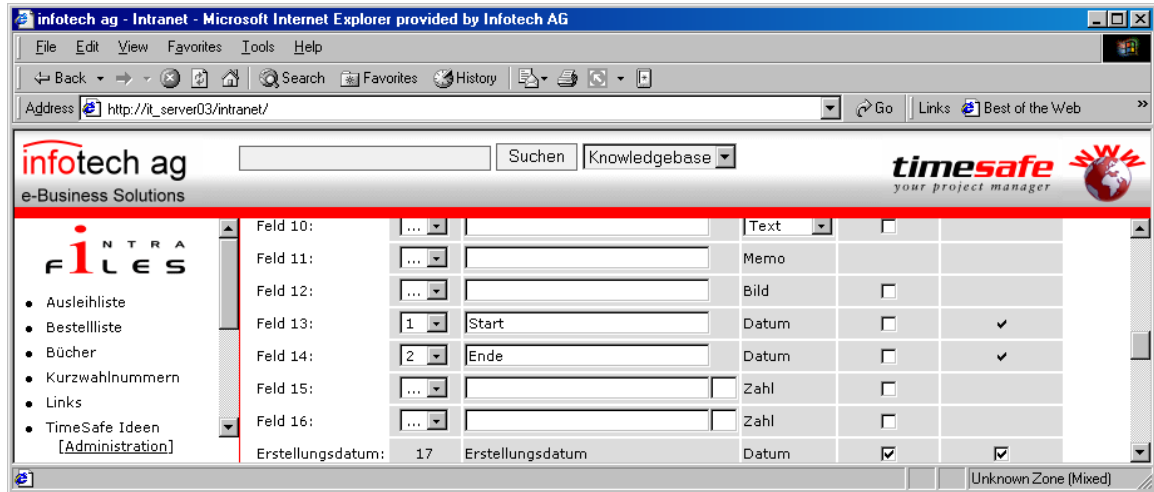 infotech ag - Intranet - Microsoft Internet Explorer provided by Infotech AG
File Edit View Favorites Tools Help
Back Search Favorites History
Address http://it_server03/intranet/ Go Links Best of the Web »
infotech ag
e-Business Solutions
Suchen Knowledgebase
timesafe
your project manager
NWW
INTRA
FILES
Ausleihliste
Bestellliste
Bücher
Kurzwahlnummern
Links
TimeSafe Ideen
[Administration]
Feld 10: ... Text
Feld 11: ... Memo
Feld 12: ... Bild
Feld 13: 1 Start Datum
Feld 14: 2 Ende Datum
Feld 15: ... Zahl
Feld 16: ... Zahl
Erstellungsdatum: 17 Erstellungsdatum Datum
Unknown Zone (Mixed)